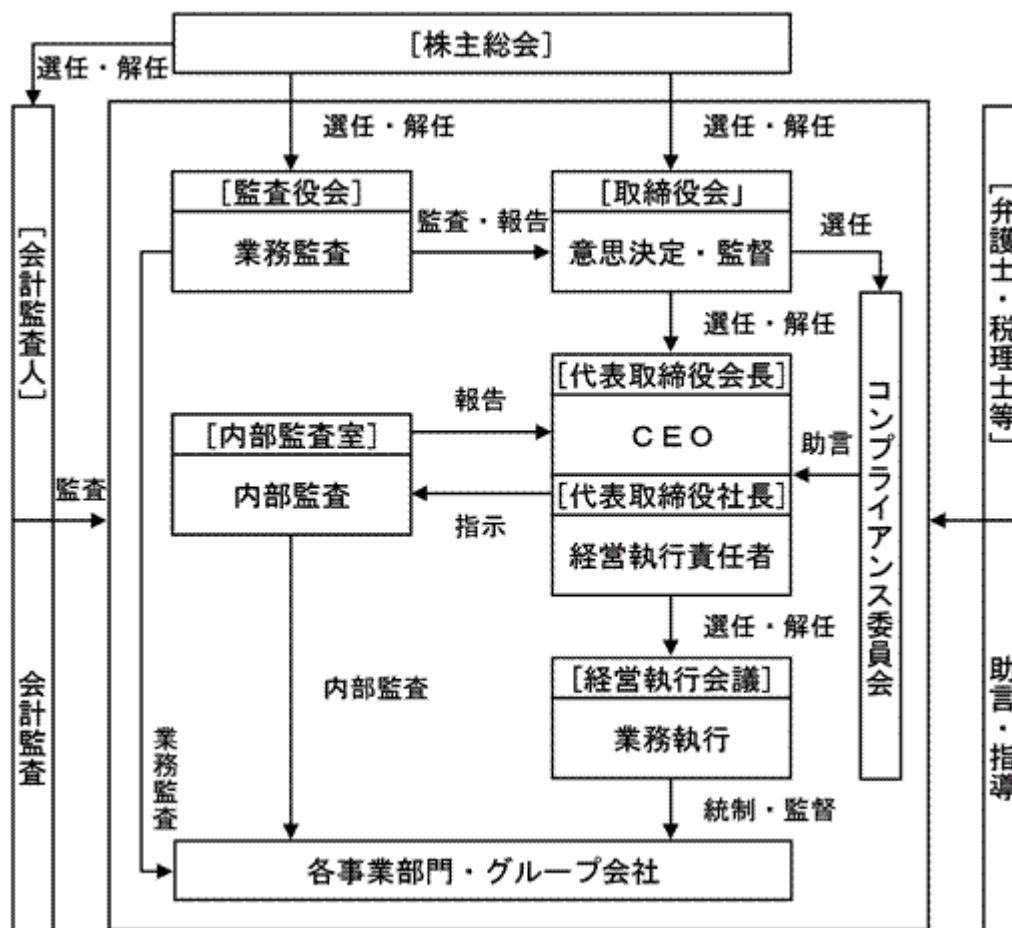 [株主総会]
選任・解任
選任・解任
選任・解任
[監査役会]
業務監査
監査・報告
[取締役会」
意思決定・監督
選任
選任・解任
[代表取締役会長]
CEO
[代表取締役社長]
経営執行責任者
報告
指示
[内部監査室]
内部監査
助言
コンプライアンス委員会
選任・解任
[経営執行会議]
業務執行
内部監査
業務監査
統制・監督
各事業部門・グループ会社
[会計監査人]
会計監査
監査
[弁護士・税理士等]
助言・指導